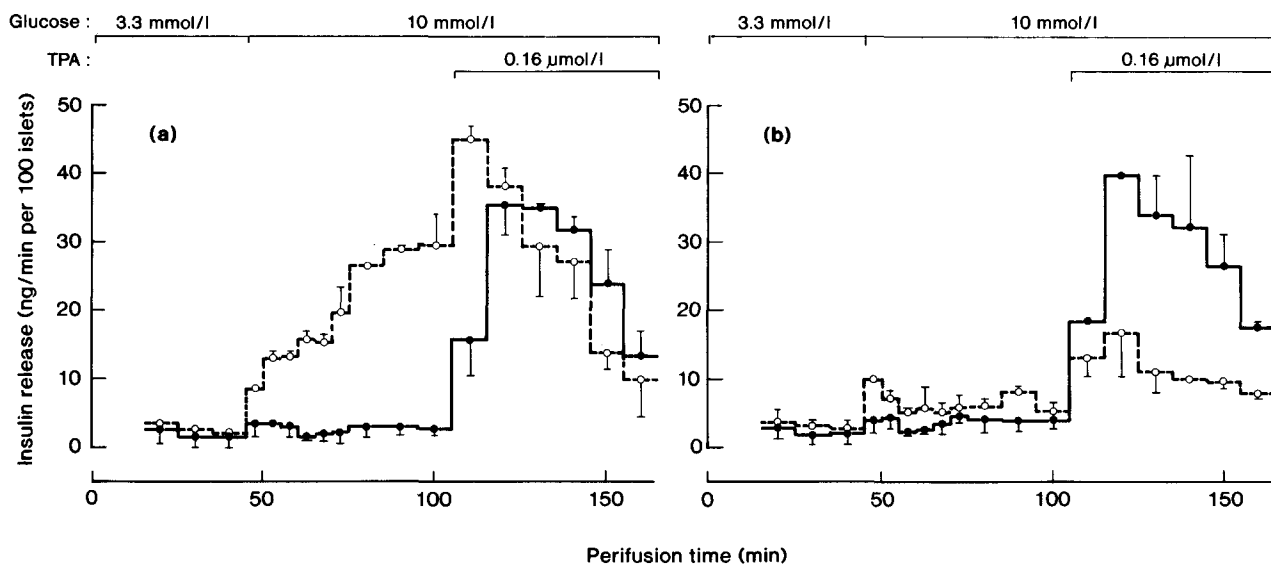 Glucose : 3.3 mmol/l 10 mmol/l 3.3 mmol/l 10 mmol/l
TPA : 0.16 µmol/l 0.16 µmol/l
Insulin release (ng/min per 100 islets)
50
40
30
20
10
0
(a)
0 50 100 150
50
40
30
20
10
0
(b)
0 50 100 150
Perifusion time (min)